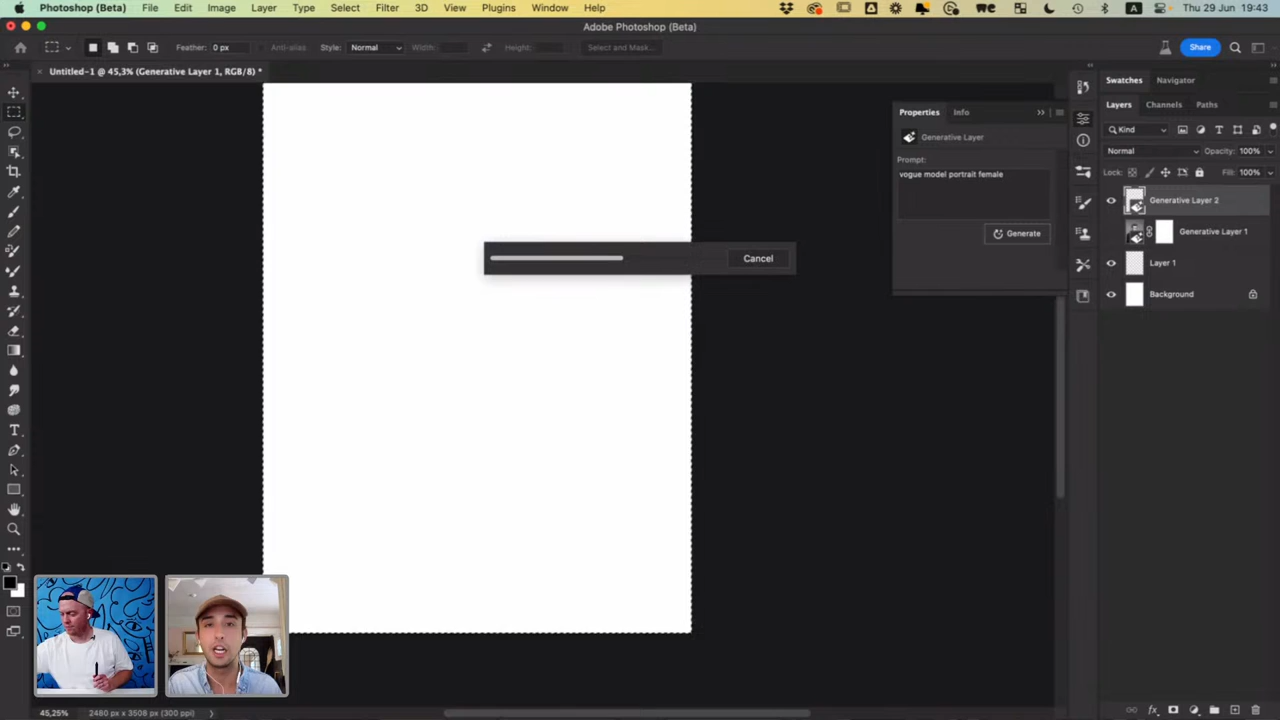 Photoshop (Beta) File Edit Image Layer Type Select Filter 3D View Plugins Window Help A Thu 29 Jun 19:43
Adobe Photoshop (Beta)
Feather: 0 px Anti-alias Style: Normal Width: Height: Select and Mask... Share
× Untitled-1 @ 45,3% (Generative Layer 1, RGB/8) *
Swatches Navigator
Layers Channels Paths
Properties Info
Kind
Generative Layer
Normal Opacity: 100%
Prompt:
vogue model portrait female
Lock: Fill: 100%
Generative Layer 2
Generate
Generative Layer 1
Cancel
Layer 1
Background
45,25% 2480 px x 3508 px (300 ppi)
fx